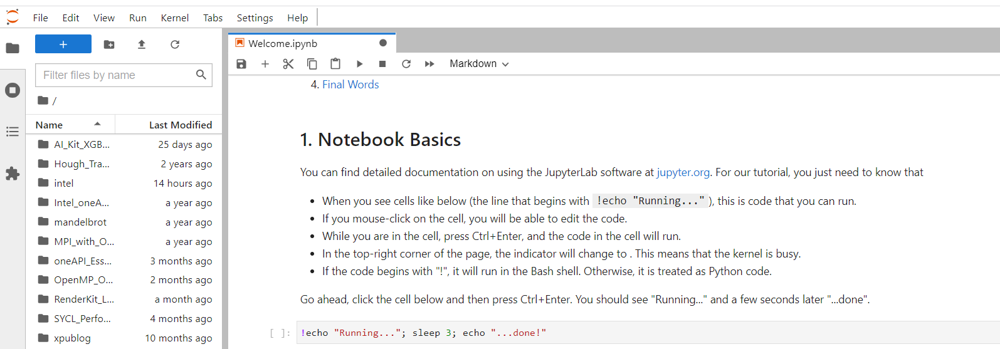 File Edit View Run Kernel Tabs Settings Help
Welcome.ipynb
Markdown
Filter files by name
/
Name Last Modified
AI_Kit_XGB... 25 days ago
Hough_Tra... 2 years ago
intel 14 hours ago
Intel_oneA... a year ago
mandelbrot a year ago
MPI_with_O... a year ago
oneAPI_Ess... 3 months ago
OpenMP_O... 2 months ago
RenderKit_L... a month ago
SYCL_Perfo... 4 months ago
xpublog 10 months ago
4. Final Words
1. Notebook Basics
You can find detailed documentation on using the JupyterLab software at jupyter.org. For our tutorial, you just need to know that
• When you see cells like below (the line that begins with !echo "Running..." ), this is code that you can run.
• If you mouse-click on the cell, you will be able to edit the code.
• While you are in the cell, press Ctrl+Enter, and the code in the cell will run.
• In the top-right corner of the page, the indicator will change to . This means that the kernel is busy.
• If the code begins with "!", it will run in the Bash shell. Otherwise, it is treated as Python code.
Go ahead, click the cell below and then press Ctrl+Enter. You should see "Running..." and a few seconds later "...done".
[ ]: !echo "Running..."; sleep 3; echo "...done!"